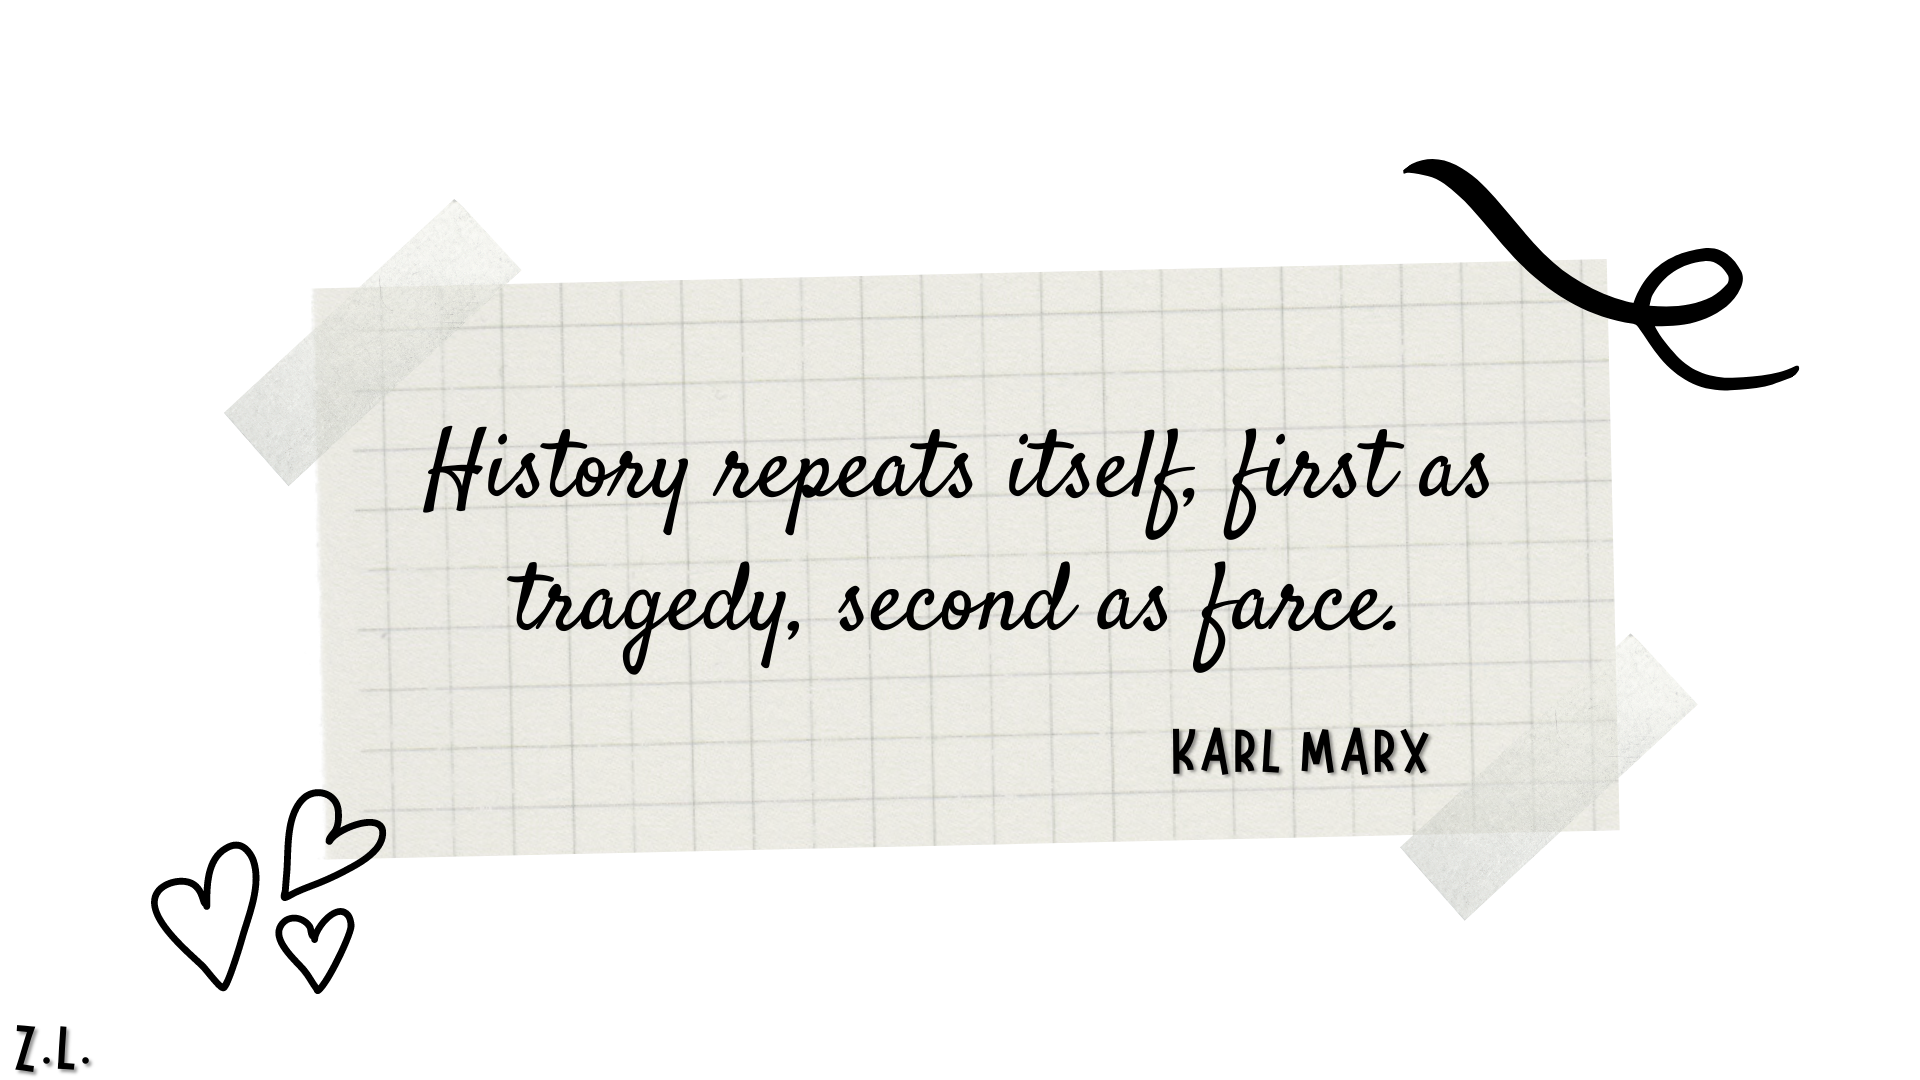 History repeats itself, first as
tragedy, second as farce.
KARL MARX
Z.L.